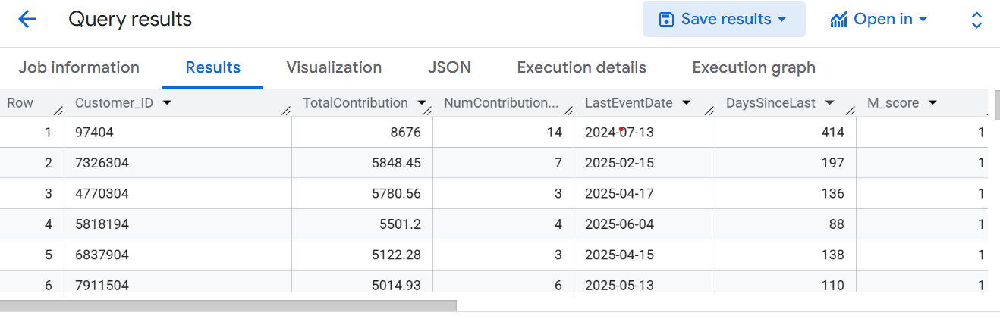 Query results Save results Open in
Job information Results Visualization JSON Execution details Execution graph
Row Customer_ID TotalContribution NumContribution... LastEventDate DaysSinceLast M_score
1 97404 8676 14 2024-07-13 414 1
2 7326304 5848.45 7 2025-02-15 197 1
3 4770304 5780.56 3 2025-04-17 136 1
4 5818194 5501.2 4 2025-06-04 88 1
5 6837904 5122.28 3 2025-04-15 138 1
6 7911504 5014.93 6 2025-05-13 110 1